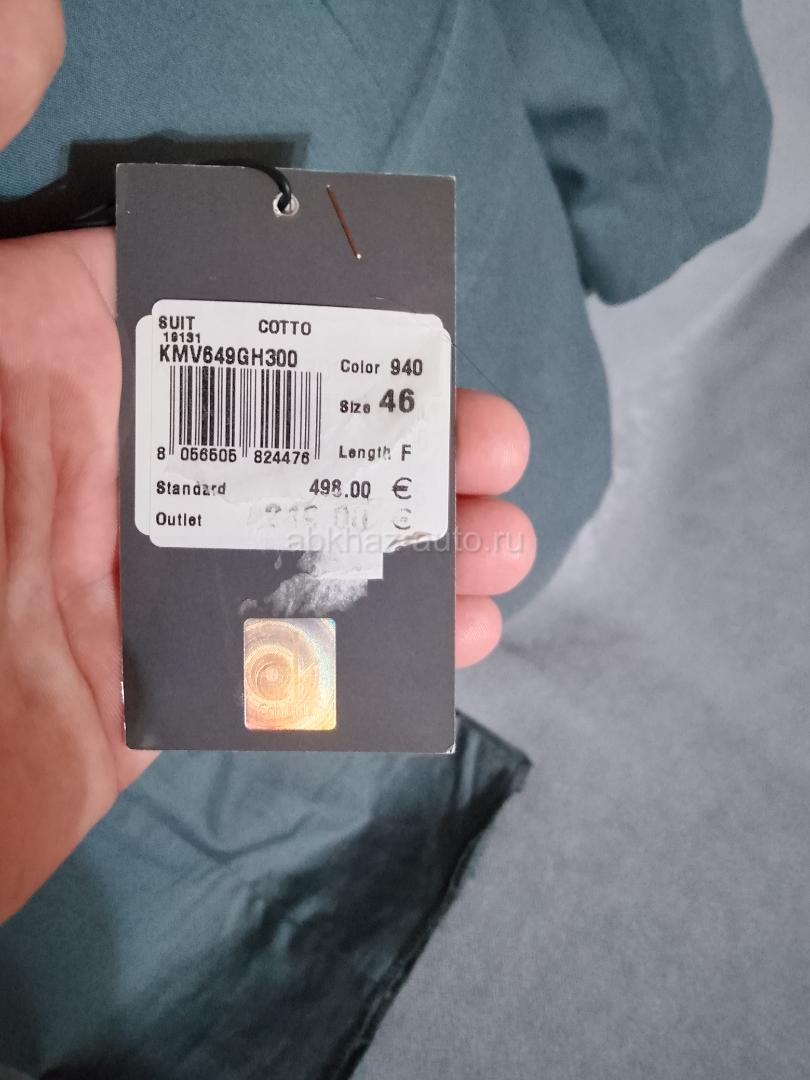 SUIT COTTO
19131
KMV649GH300
Color 940
Size 46
8 056505 824476
Length F
Standard 498.00 €
Outlet €
abkhaz-auto.ru
ck